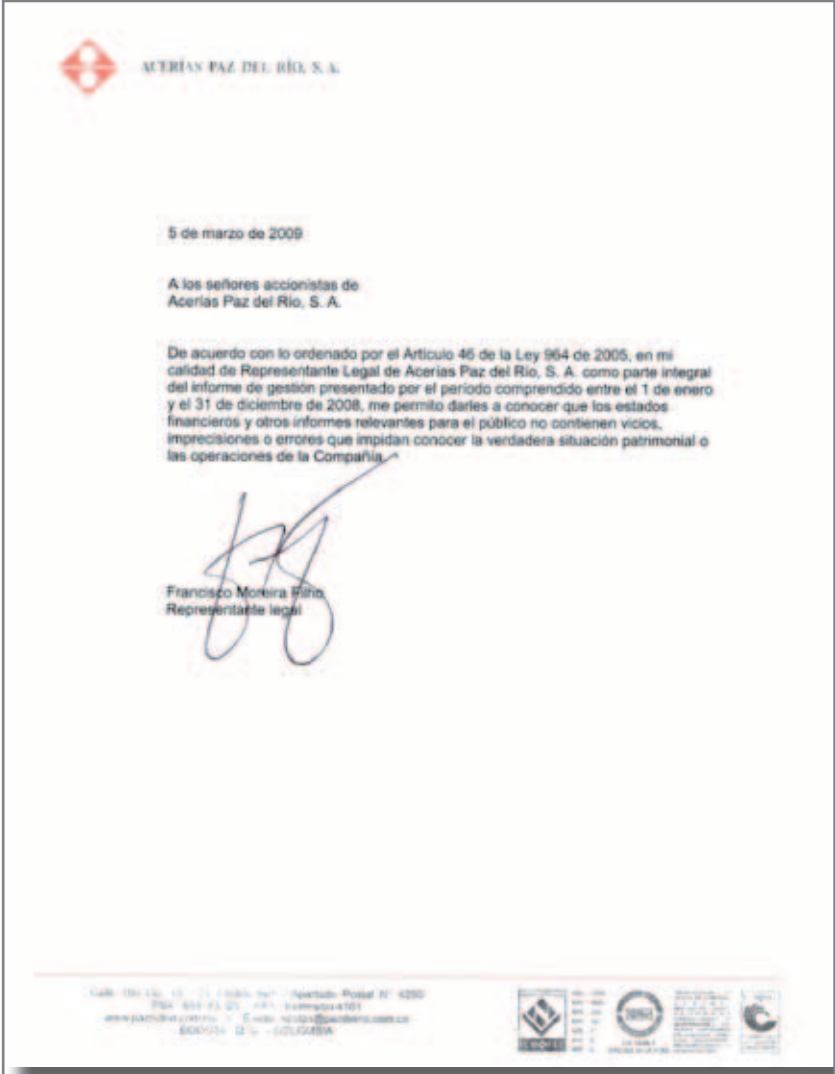 ACERÍAS PAZ DEL RÍO, S. A.
5 de marzo de 2009
A los señores accionistas de
Acerías Paz del Río, S. A.
De acuerdo con lo ordenado por el Artículo 46 de la Ley 964 de 2005, en mi
calidad de Representante Legal de Acerías Paz del Río, S. A. como parte integral
del informe de gestión presentado por el período comprendido entre el 1 de enero
y el 31 de diciembre de 2008, me permito darles a conocer que los estados
financieros y otros informes relevantes para el público no contienen vicios,
imprecisiones o errores que impidan conocer la verdadera situación patrimonial o
las operaciones de la Compañía.
Francisco Moreira Filho
Representante legal
Apartado Postal N° 4260
COLOMBIA